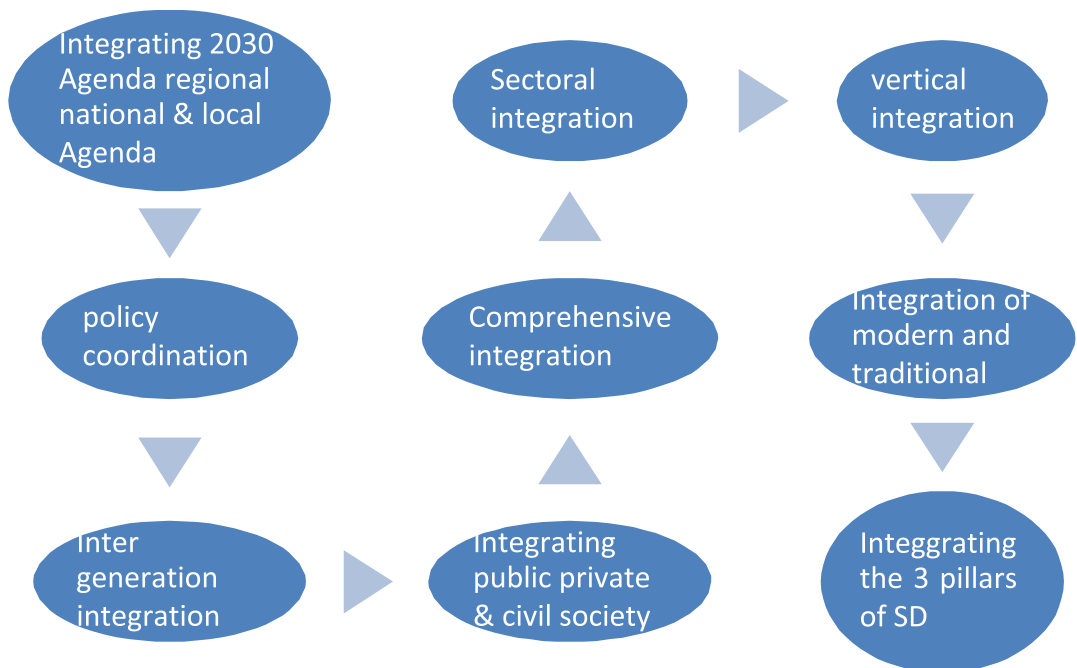 Integrating 2030
Agenda regional
national & local
Agenda
policy
coordination
Inter
generation
integration
Integrating
public private
& civil society
Comprehensive
integration
Sectoral
integration
vertical
integration
Integration of
modern and
traditional
Integgrating
the 3 pillars
of SD